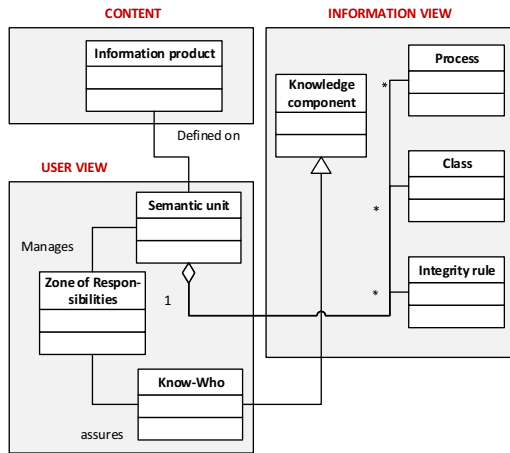 CONTENT
Information product
Defined on
USER VIEW
Semantic unit
Manages
Zone of Respon-
sibilities
1
Know-Who
assures
INFORMATION VIEW
Knowledge
component
Process
*
Class
*
Integrity rule
*